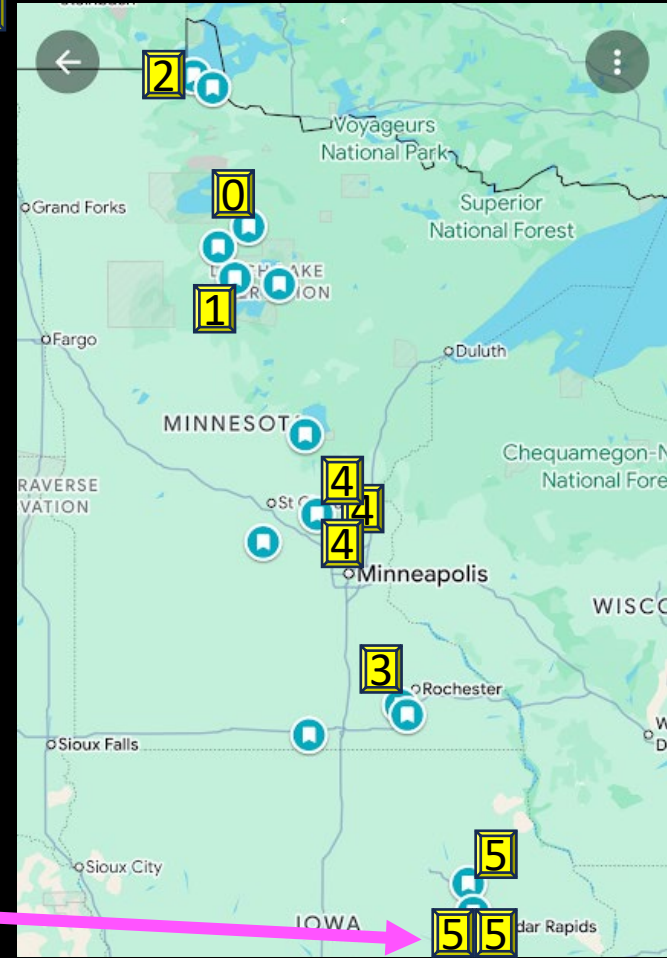 2
Voyageurs
National Park
0
Grand Forks
Superior
National Forest
1
Fargo
Duluth
MINNESOT
Chequamegon-N
National Fore
RAVERSE
VATION
4
St C
4
4
Minneapolis
WISCO
3
Rochester
Sioux Falls
W
D
5
Sioux City
IOWA
5
5
dar Rapids